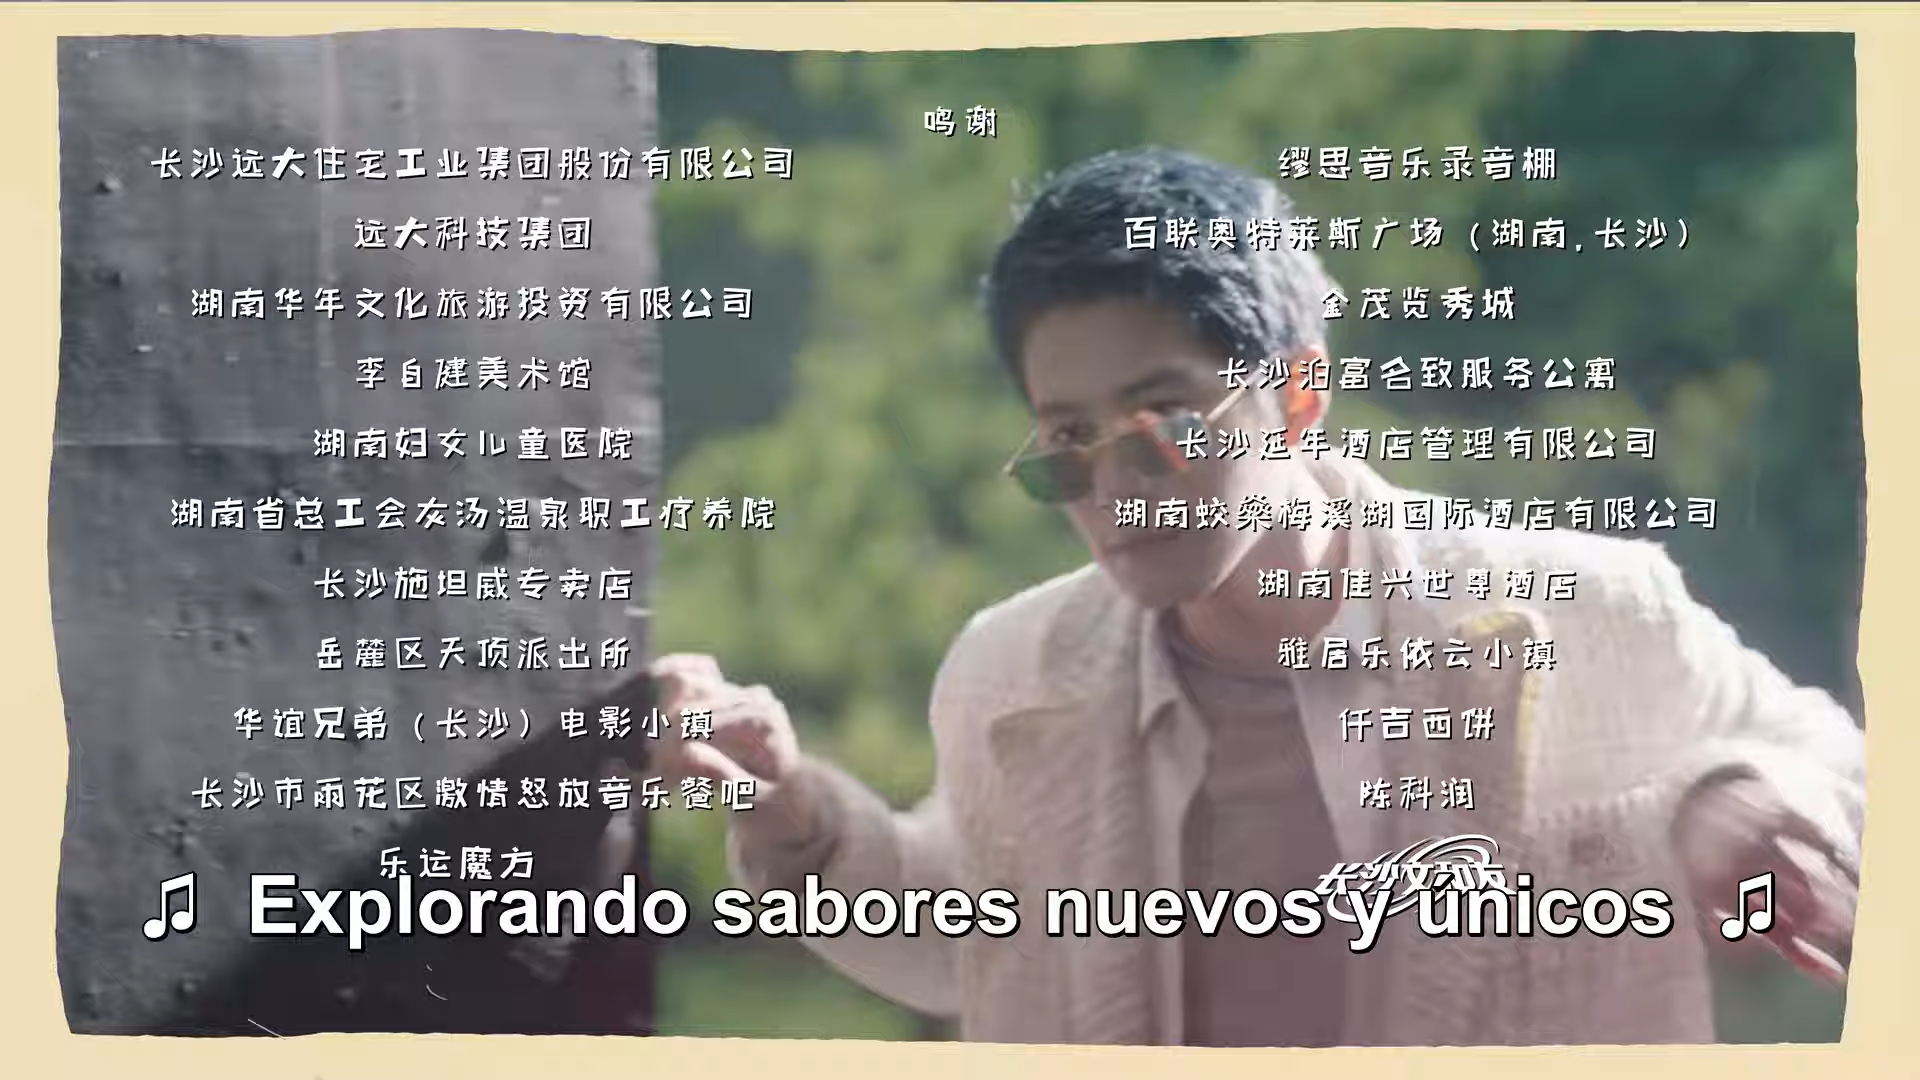 鸣谢
长沙远大住宅工业集团股份有限公司
远大科技集团
湖南华年文化旅游投资有限公司
李自健美术馆
湖南妇女儿童医院
湖南省总工会灰汤温泉职工疗养院
长沙施坦威专卖店
岳麓区天顶派出所
华谊兄弟（长沙）电影小镇
长沙市雨花区激情怒放音乐餐吧
乐运魔方
缪思音乐录音棚
百联奥特莱斯广场（湖南.长沙）
金茂览秀城
长沙泊富名致服务公寓
长沙延年酒店管理有限公司
湖南蛟燊梅溪湖国际酒店有限公司
湖南佳兴世尊酒店
雅居乐依云小镇
仟吉西饼
陈科润
♫ Explorando sabores nuevos y únicos ♫